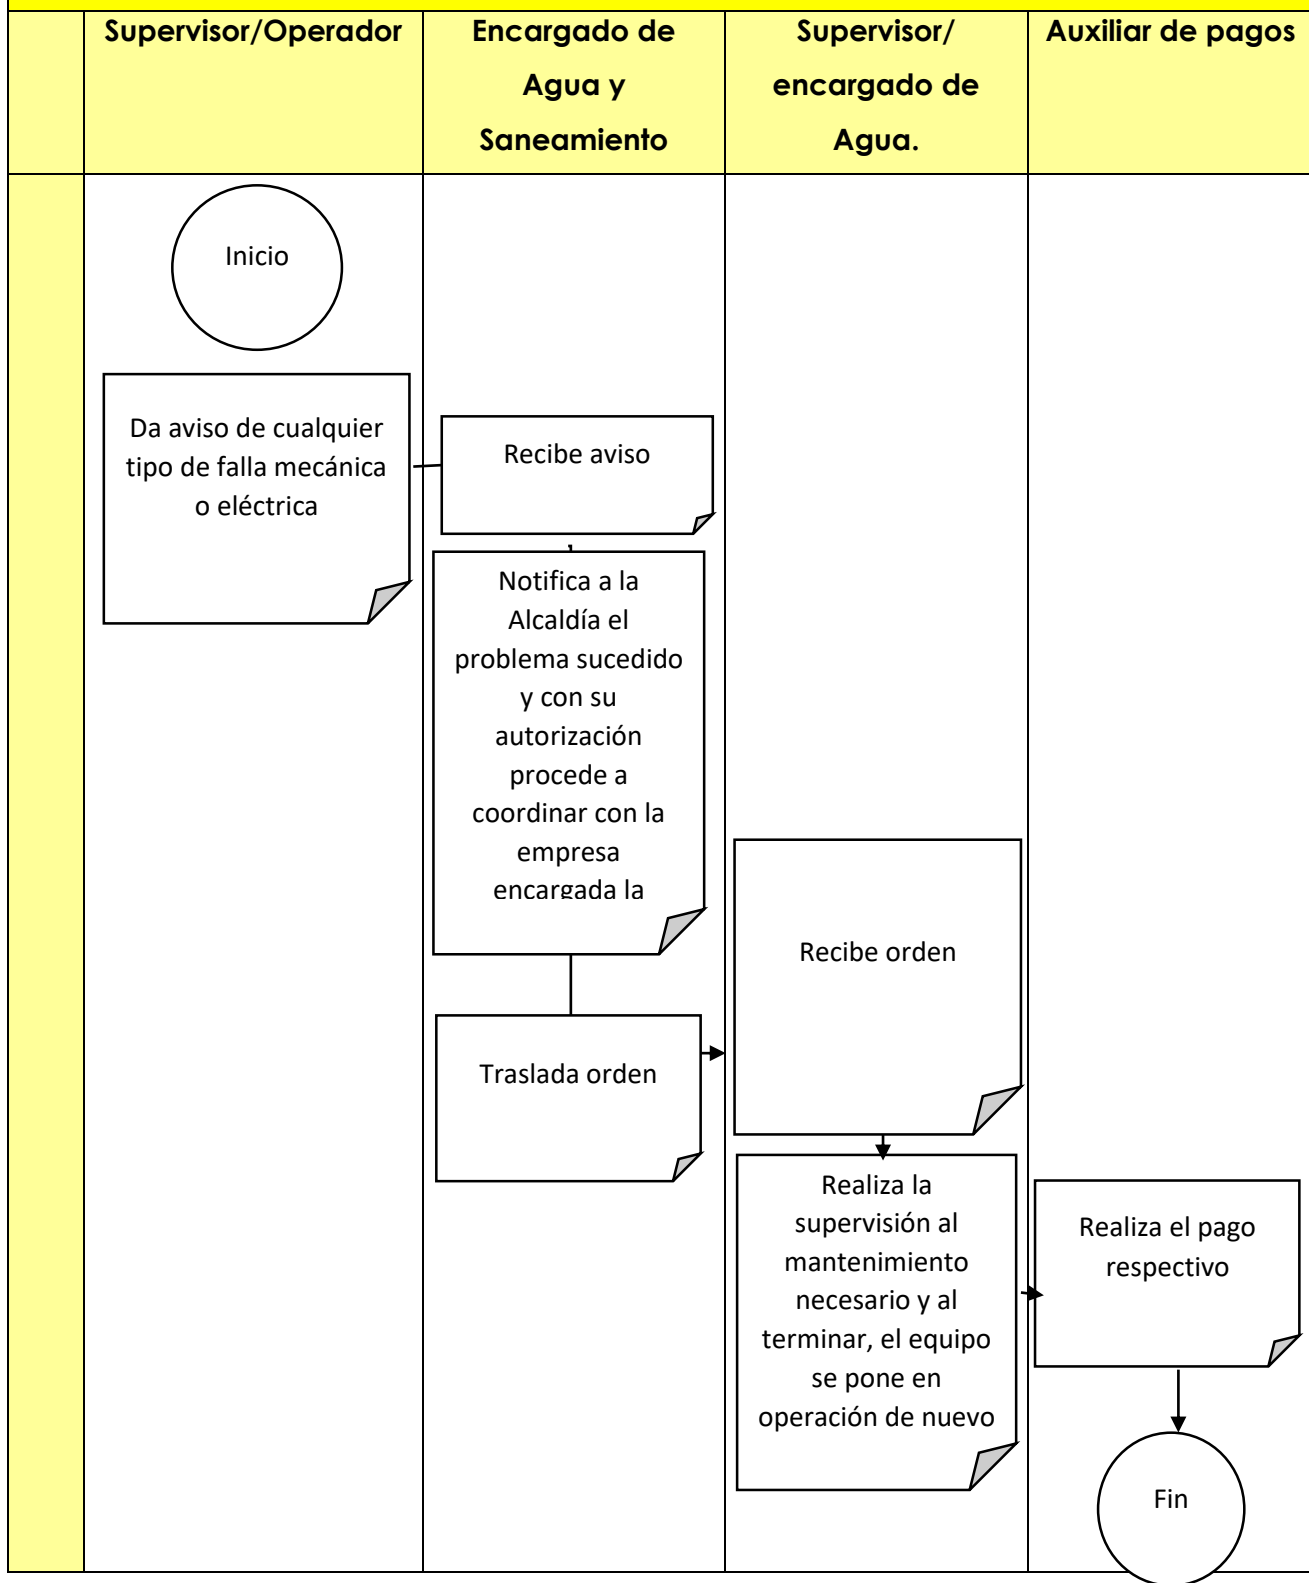 Supervisor/Operador
Encargado de
Agua y
Saneamiento
Supervisor/
encargado de
Agua.
Auxiliar de pagos
Inicio
Da aviso de cualquier
tipo de falla mecánica
o eléctrica
Recibe aviso
Notifica a la
Alcaldía el
problema sucedido
y con su
autorización
procede a
coordinar con la
empresa
encargada la
Traslada orden
Recibe orden
Realiza la
supervisión al
mantenimiento
necesario y al
terminar, el equipo
se pone en
operación de nuevo
Realiza el pago
respectivo
Fin